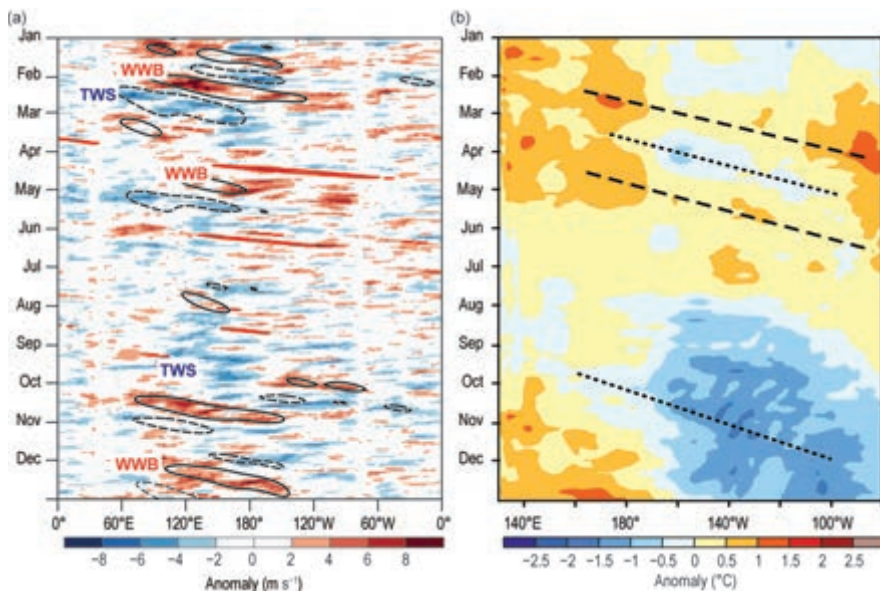 (a)
Jan
Feb
Mar
Apr
May
Jun
Jul
Aug
Sep
Oct
Nov
Dec
WWB
TWS
WWB
TWS
WWB
0° 60°E 120°E 180° 120°W 60°W 0°
−8 −6 −4 −2 0 2 4 6 8
Anomaly (m s⁻¹)
(b)
Jan
Feb
Mar
Apr
May
Jun
Jul
Aug
Sep
Oct
Nov
Dec
140°E 180° 140°W 100°W
−2.5 −2 −1.5 −1 −0.5 0 0.5 1 1.5 2 2.5
Anomaly (°C)